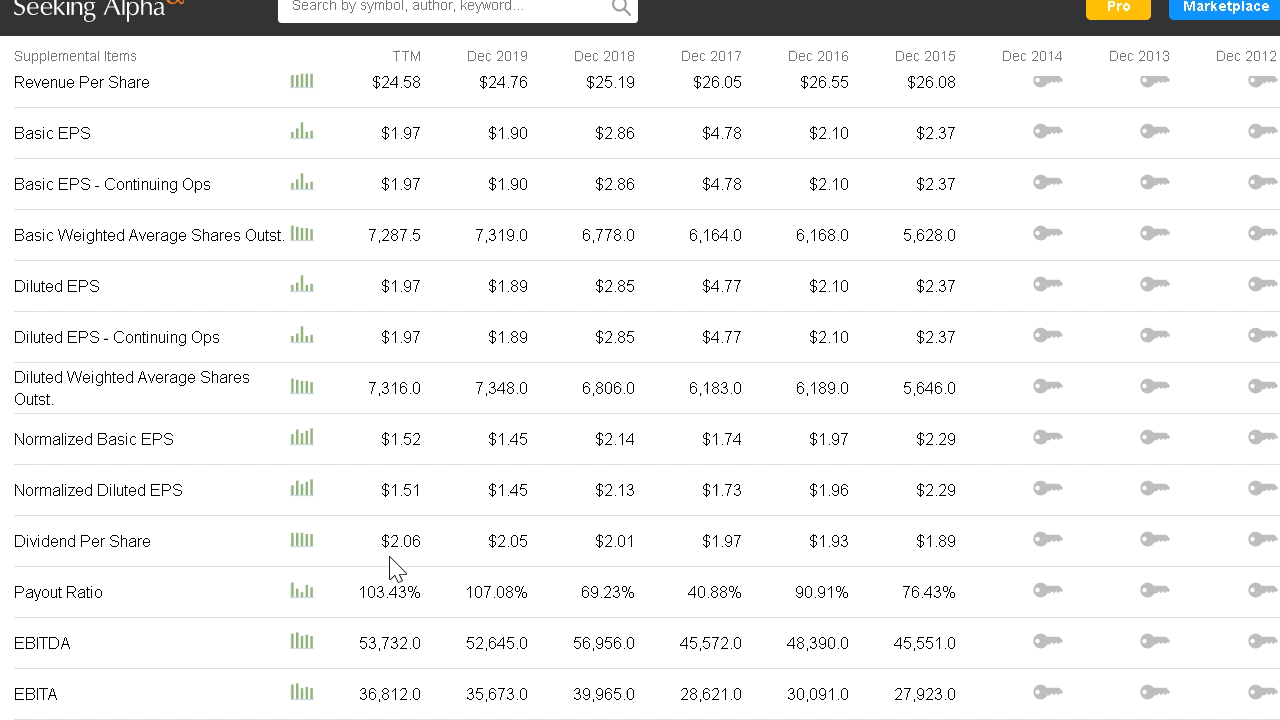 Seeking Alpha α Search by symbol, author, keyword... Pro Marketplace
Supplemental Items TTM Dec 2019 Dec 2018 Dec 2017 Dec 2016 Dec 2015 Dec 2014 Dec 2013 Dec 2012
Revenue Per Share $24.58 $24.76 $25.19 $26.05 $26.55 $26.08
Basic EPS $1.97 $1.90 $2.86 $4.78 $2.10 $2.37
Basic EPS - Continuing Ops $1.97 $1.90 $2.86 $4.78 $2.10 $2.37
Basic Weighted Average Shares Outst. 7,287.5 7,319.0 6,778.0 6,164.0 6,168.0 5,628.0
Diluted EPS $1.97 $1.89 $2.85 $4.77 $2.10 $2.37
Diluted EPS - Continuing Ops $1.97 $1.89 $2.85 $4.77 $2.10 $2.37
Diluted Weighted Average Shares
Outst. 7,316.0 7,348.0 6,806.0 6,183.0 6,189.0 5,646.0
Normalized Basic EPS $1.52 $1.45 $2.14 $1.74 $1.97 $2.29
Normalized Diluted EPS $1.51 $1.45 $2.13 $1.73 $1.96 $2.29
Dividend Per Share $2.06 $2.05 $2.01 $1.97 $1.93 $1.89
Payout Ratio 103.43% 107.08% 69.23% 40.88% 90.91% 76.43%
EBITDA 53,732.0 52,645.0 56,956.0 45,572.0 48,390.0 45,551.0
EBITA 36,812.0 35,673.0 39,965.0 28,621.0 30,091.0 27,923.0